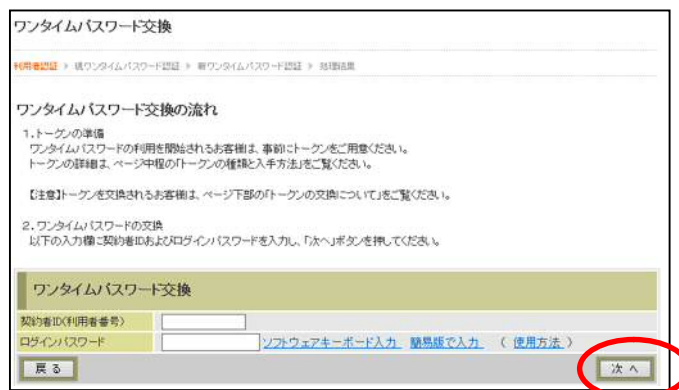 ワンタイムパスワード交換
利用者認証 > 現ワンタイムパスワード認証 > 新ワンタイムパスワード認証 > 処理結果
ワンタイムパスワード交換の流れ
1.トークンの準備
ワンタイムパスワードの利用を開始されるお客様は、事前にトークンをご用意ください。
トークンの詳細は、ページ中程の「トークンの種類と入手方法」をご覧ください。
【注意】トークンを交換されるお客様は、ページ下部の「トークンの交換について」をご覧ください。
2.ワンタイムパスワードの交換
以下の入力欄に契約者IDおよびログインパスワードを入力し、「次へ」ボタンを押してください。
ワンタイムパスワード交換
契約者ID(利用者番号)
ログインパスワード ソフトウェアキーボード入力 簡易版で入力 ( 使用方法 )
戻る 次へ